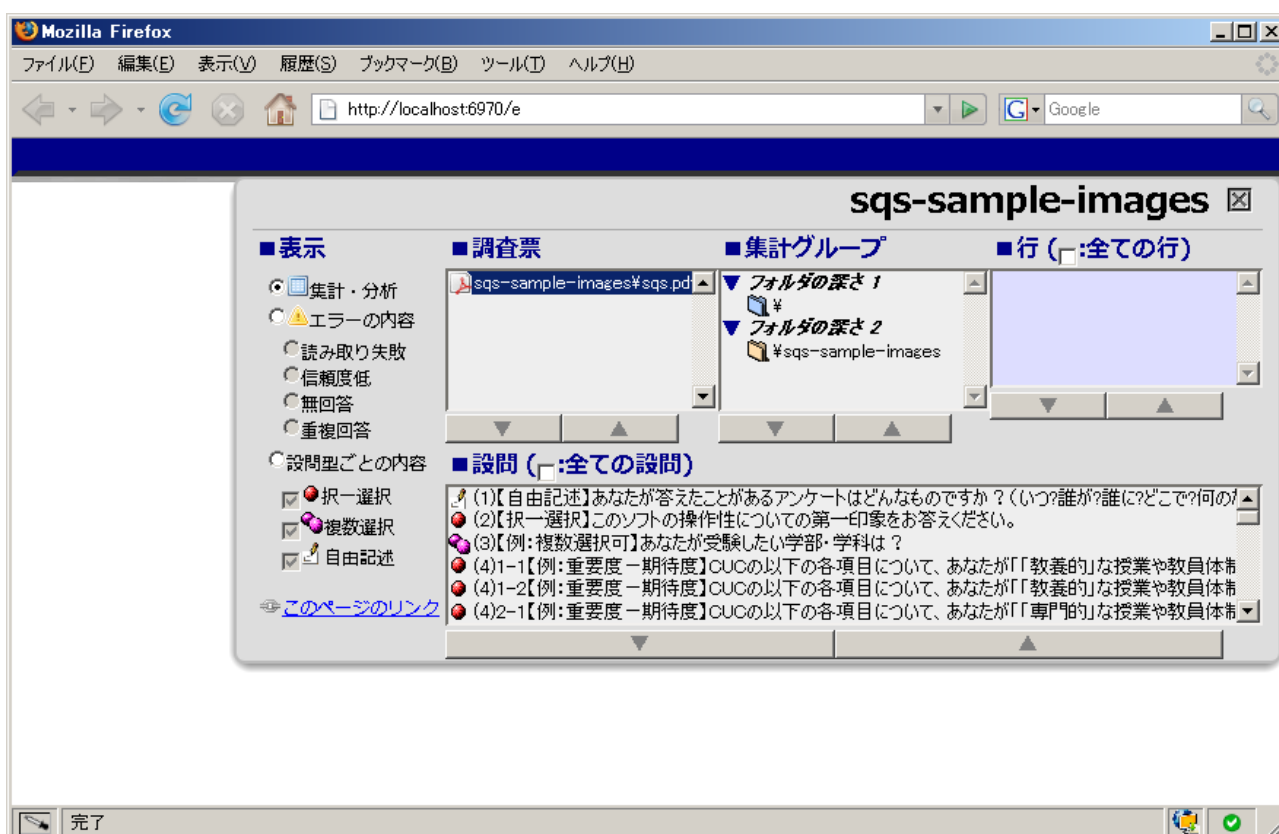 Mozilla Firefox
ファイル(F) 編集(E) 表示(V) 履歴(S) ブックマーク(B) ツール(T) ヘルプ(H)
http://localhost:6970/e
Google
sqs-sample-images
■表示
集計・分析
エラーの内容
読み取り失敗
信頼度低
無回答
重複回答
設問型ごとの内容
択一選択
複数選択
自由記述
このページのリンク
■調査票
sqs-sample-images¥sqs.pd
■集計グループ
▼ フォルダの深さ 1
¥
▼ フォルダの深さ 2
¥sqs-sample-images
■行 ( :全ての行)
■設問 ( :全ての設問)
(1)【自由記述】あなたが答えたことがあるアンケートはどんなものですか？（いつ?誰が?誰に?どこで?何の
(2)【択一選択】このソフトの操作性についての第一印象をお答えください。
(3)【例:複数選択可】あなたが受験したい学部・学科は？
(4)1-1【例:重要度－期待度】CUCの以下の各項目について、あなたが「「教養的」な授業や教員体制
(4)1-2【例:重要度－期待度】CUCの以下の各項目について、あなたが「「教養的」な授業や教員体制
(4)2-1【例:重要度－期待度】CUCの以下の各項目について、あなたが「「専門的」な授業や教員体制
完了